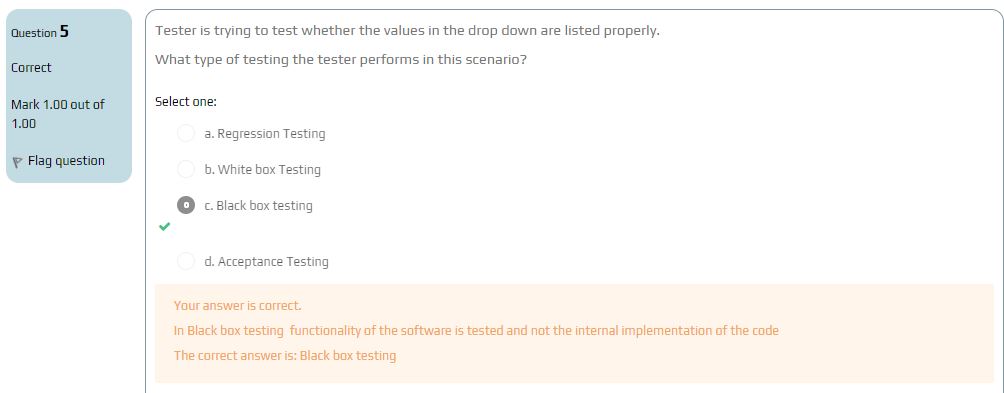 Question 5
Correct
Mark 1.00 out of
1.00
Flag question
Tester is trying to test whether the values in the drop down are listed properly.
What type of testing the tester performs in this scenario?
Select one:
a. Regression Testing
b. White box Testing
c. Black box testing
d. Acceptance Testing
Your answer is correct.
In Black box testing  functionality of the software is tested and not the internal implementation of the code
The correct answer is: Black box testing